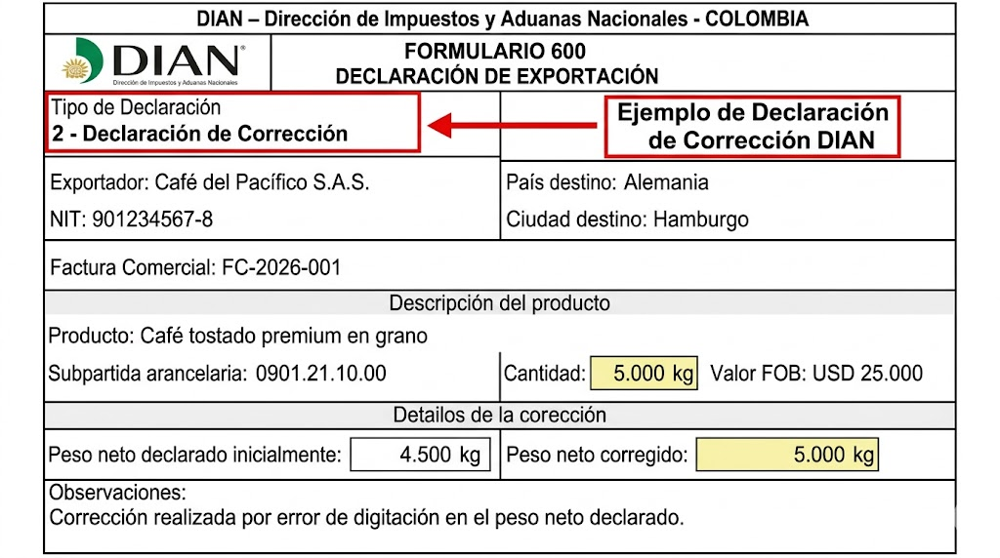 DIAN – Dirección de Impuestos y Aduanas Nacionales - COLOMBIA
DIAN®
Dirección de Impuestos y Aduanas Nacionales
FORMULARIO 600
DECLARACIÓN DE EXPORTACIÓN
Tipo de Declaración
2 - Declaración de Corrección
Ejemplo de Declaración
de Corrección DIAN
Exportador: Café del Pacífico S.A.S.
País destino: Alemania
NIT: 901234567-8
Ciudad destino: Hamburgo
Factura Comercial: FC-2026-001
Descripción del producto
Producto: Café tostado premium en grano
Subpartida arancelaria: 0901.21.10.00
Cantidad: 5.000 kg Valor FOB: USD 25.000
Detailos de la corección
Peso neto declarado inicialmente: 4.500 kg
Peso neto corregido: 5.000 kg
Observaciones:
Corrección realizada por error de digitación en el peso neto declarado.